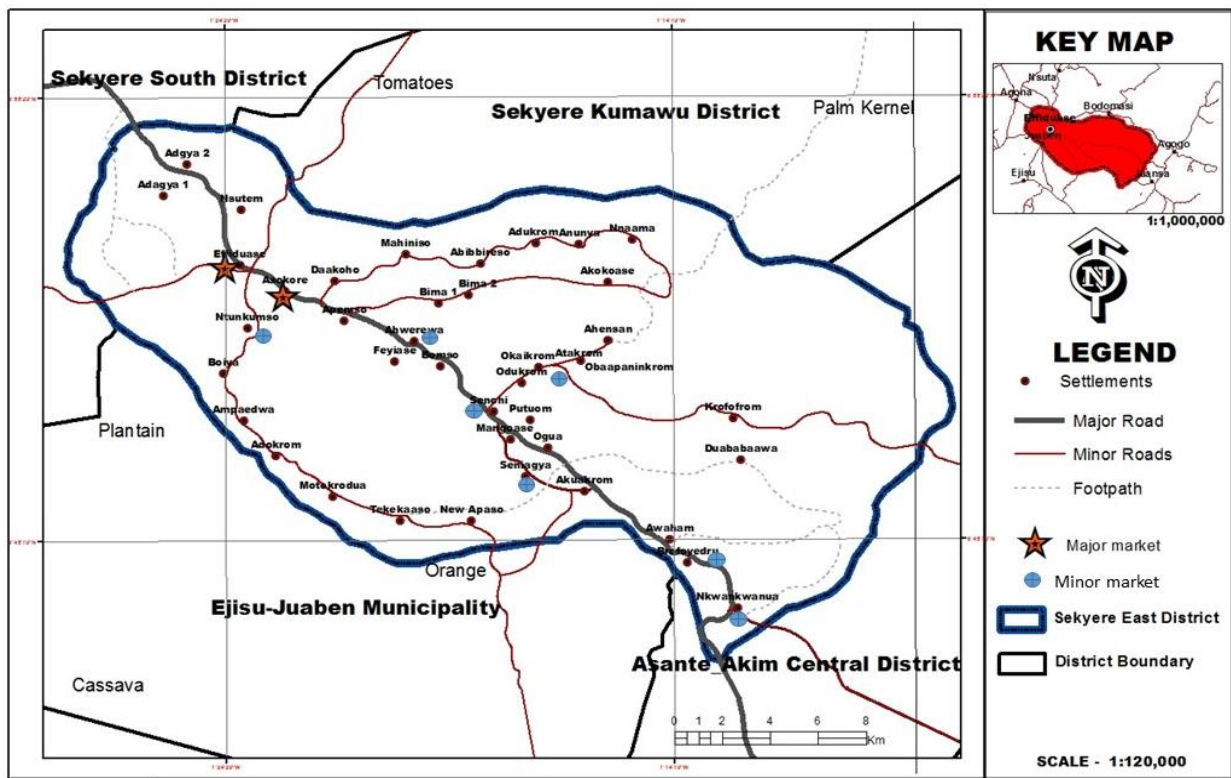 Sekyere South District
Tomatoes
Sekyere Kumawu District
Palm Kernel
Adgya 2
Adagya 1
Nsutem
Effiduase
Asokore
Daakoho
Mahiniso
Abibbireso
Adukrom
Anunya
Nnaama
Akokoase
Bima 1
Bima 2
Apemso
Ntunkumso
Ahwerewa
Feyiase
Bomso
Boiya
Ahensan
Okaikrom
Atakrom
Obaapaninkrom
Odukrom
Ampaedwa
Senchi
Putuom
Krofofrom
Plantain
Mangoase
Ogua
Adokrom
Duababaawa
Semagya
Akuakrom
Motokrodua
Tekekaaso
New Apaso
Awaham
Brofoyedru
Orange
Nkwankwanua
Ejisu-Juaben Municipality
Asante_Akim Central District
Cassava
0 1 2 4 6 8
Km
KEY MAP
Nsuta
Agona
Bodomasi
Effiduase
Agogo
Ejisu
Juansa
1:1,000,000
N
LEGEND
Settlements
Major Road
Minor Roads
Footpath
Major market
Minor market
Sekyere East District
District Boundary
SCALE - 1:120,000